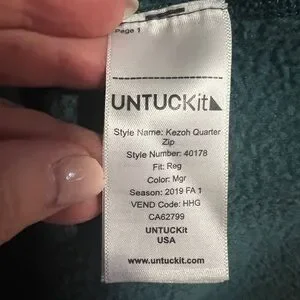 Page 1
UNTUCKit
Style Name: Kezoh Quarter
Zip
Style Number: 40178
Fit: Reg
Color: Mgr
Season: 2019 FA 1
VEND Code: HHG
CA62799
UNTUCKit
USA
www.untuckit.com